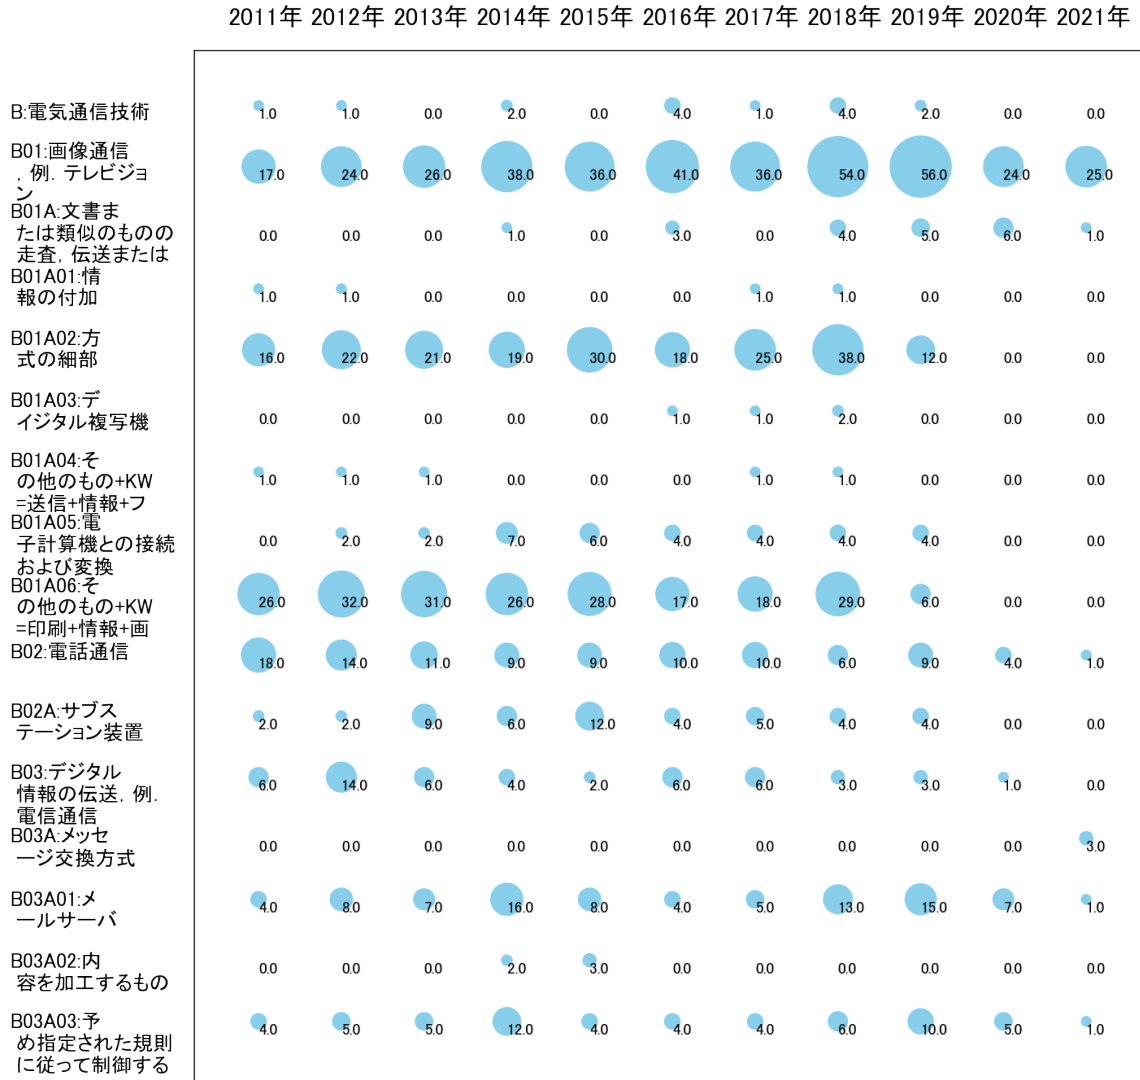 2011年 2012年 2013年 2014年 2015年 2016年 2017年 2018年 2019年 2020年 2021年
B:電気通信技術
1.0 1.0 0.0 2.0 0.0 4.0 1.0 4.0 2.0 0.0 0.0
B01:画像通信
, 例. テレビジョ
ン
17.0 24.0 26.0 38.0 36.0 41.0 36.0 54.0 56.0 24.0 25.0
B01A:文書ま
たは類似のものの
走査, 伝送または
0.0 0.0 0.0 1.0 0.0 3.0 0.0 4.0 5.0 6.0 1.0
B01A01:情
報の付加
1.0 1.0 0.0 0.0 0.0 0.0 1.0 1.0 0.0 0.0 0.0
B01A02:方
式の細部
16.0 22.0 21.0 19.0 30.0 18.0 25.0 38.0 12.0 0.0 0.0
B01A03:デ
イジタル複写機
0.0 0.0 0.0 0.0 0.0 1.0 1.0 2.0 0.0 0.0 0.0
B01A04:そ
の他のもの+KW
=送信+情報+フ
1.0 1.0 1.0 0.0 0.0 0.0 1.0 1.0 0.0 0.0 0.0
B01A05:電
子計算機との接続
および変換
0.0 2.0 2.0 7.0 6.0 4.0 4.0 4.0 4.0 0.0 0.0
B01A06:そ
の他のもの+KW
=印刷+情報+画
26.0 32.0 31.0 26.0 28.0 17.0 18.0 29.0 6.0 0.0 0.0
B02:電話通信
18.0 14.0 11.0 9.0 9.0 10.0 10.0 6.0 9.0 4.0 1.0
B02A:サブス
テーション装置
2.0 2.0 9.0 6.0 12.0 4.0 5.0 4.0 4.0 0.0 0.0
B03:デジタル
情報の伝送, 例.
電信通信
6.0 14.0 6.0 4.0 2.0 6.0 6.0 3.0 3.0 1.0 0.0
B03A:メッセ
ージ交換方式
0.0 0.0 0.0 0.0 0.0 0.0 0.0 0.0 0.0 0.0 3.0
B03A01:メ
ールサーバ
4.0 8.0 7.0 16.0 8.0 4.0 5.0 13.0 15.0 7.0 1.0
B03A02:内
容を加工するもの
0.0 0.0 0.0 2.0 3.0 0.0 0.0 0.0 0.0 0.0 0.0
B03A03:予
め指定された規則
に従って制御する
4.0 5.0 5.0 12.0 4.0 4.0 4.0 6.0 10.0 5.0 1.0